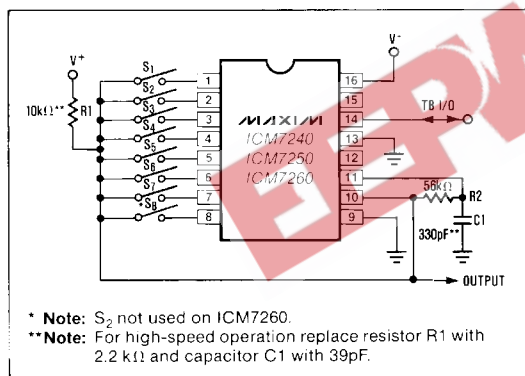 V+
10kΩ** R1
S1
S2
S3
S4
S5
S6
S7
*S8
1
2
3
4
5
6
7
8
MAXIM
ICM7240
ICM7250
ICM7260
16
15
14
13
12
11
10
9
V-
TB I/O
56kΩ
R2
C1
330pF**
OUTPUT
* Note: S2 not used on ICM7260.
**Note: For high-speed operation replace resistor R1 with
2.2 kΩ and capacitor C1 with 39pF.